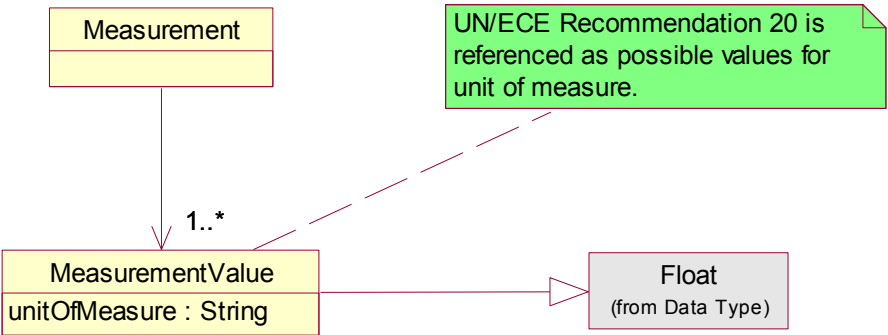 Measurement
UN/ECE Recommendation 20 is
referenced as possible values for
unit of measure.
1..*
MeasurementValue
unitOfMeasure : String
Float
(from Data Type)